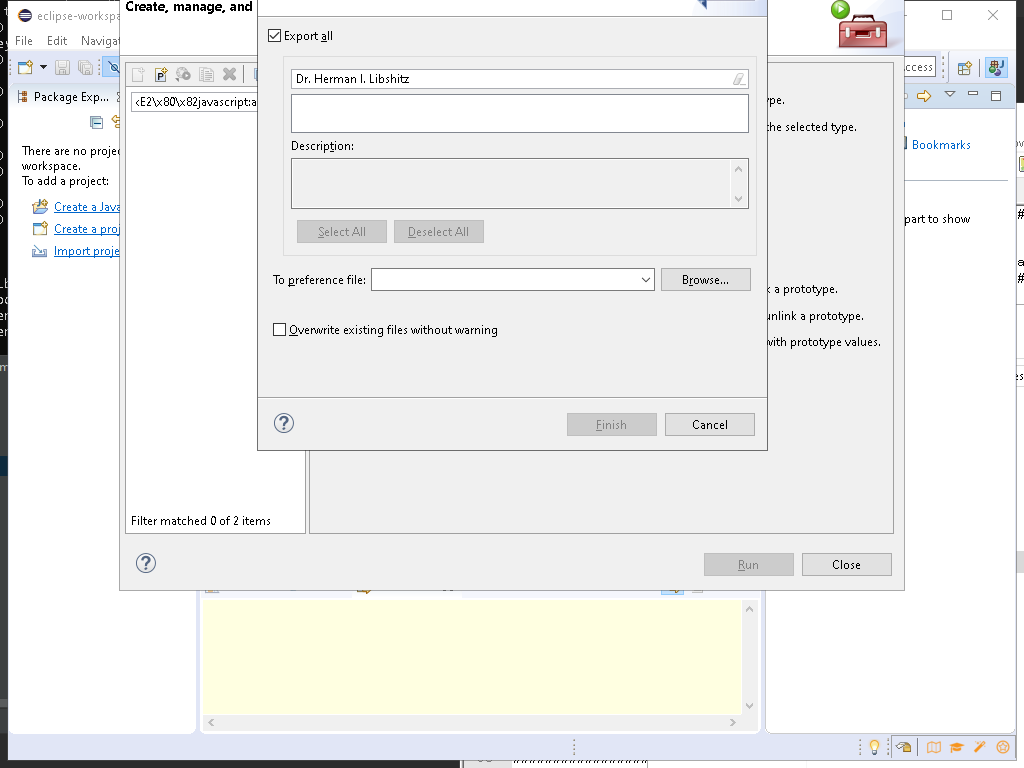 Create, manage, and
eclipse-workspa
File Edit Navigat
Export all
Dr. Herman I. Libshitz
Package Exp...
<E2\x80\x82javascript:a
There are no projec
workspace.
To add a project:
Create a Java
Create a proj
Import proje
Description:
Select All Deselect All
To preference file:
Browse...
Overwrite existing files without warning
Finish Cancel
ype.
the selected type.
k a prototype.
unlink a prototype.
with prototype values.
ccess
Bookmarks
part to show
Filter matched 0 of 2 items
Run Close